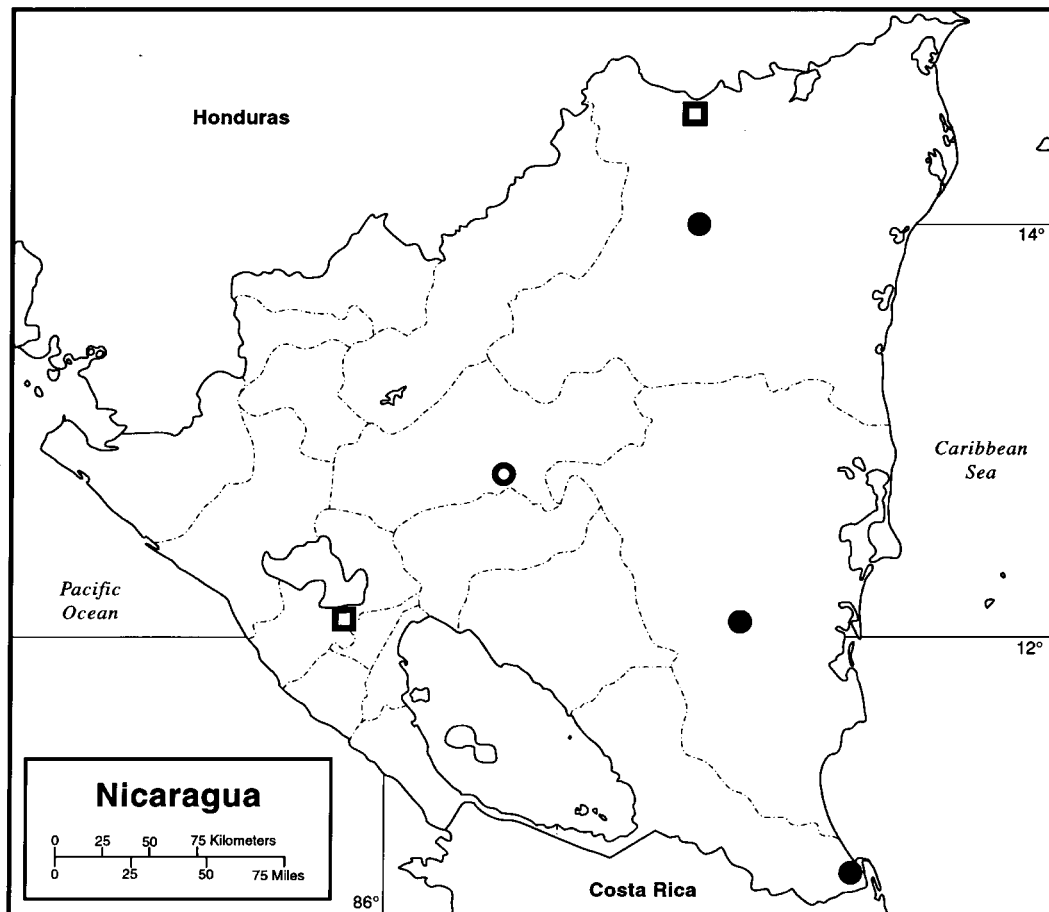 Honduras
14°
Caribbean
Sea
Pacific
Ocean
12°
Nicaragua
0 25 50 75 Kilometers
0 25 50 75 Miles
86°
Costa Rica